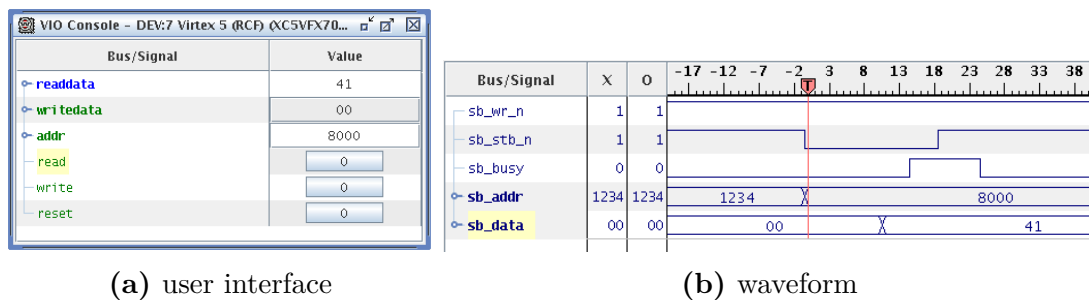 VIO Console - DEV:7 Virtex 5 (RCF) (XC5VFX70...
Bus/Signal Value
readdata 41
writedata 00
addr 8000
read 0
write 0
reset 0
(a) user interface
Bus/Signal X O -17 -12 -7 -2 3 8 13 18 23 28 33 38
T
sb_wr_n 1 1
sb_stb_n 1 1
sb_busy 0 0
sb_addr 1234 1234 1234 8000
sb_data 00 00 00 41
(b) waveform